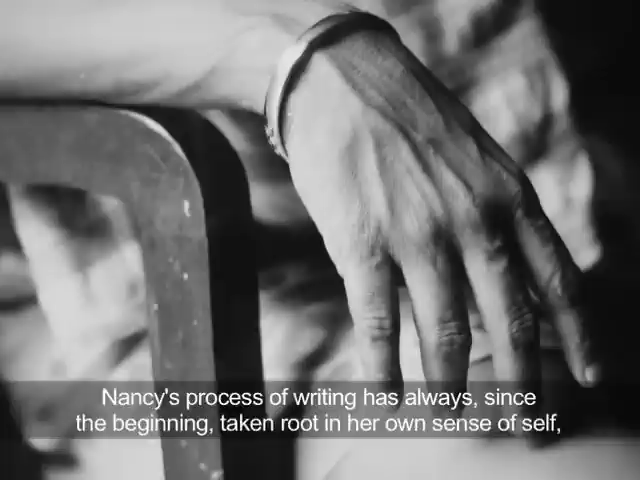 Nancy's process of writing has always, since
the beginning, taken root in her own sense of self,